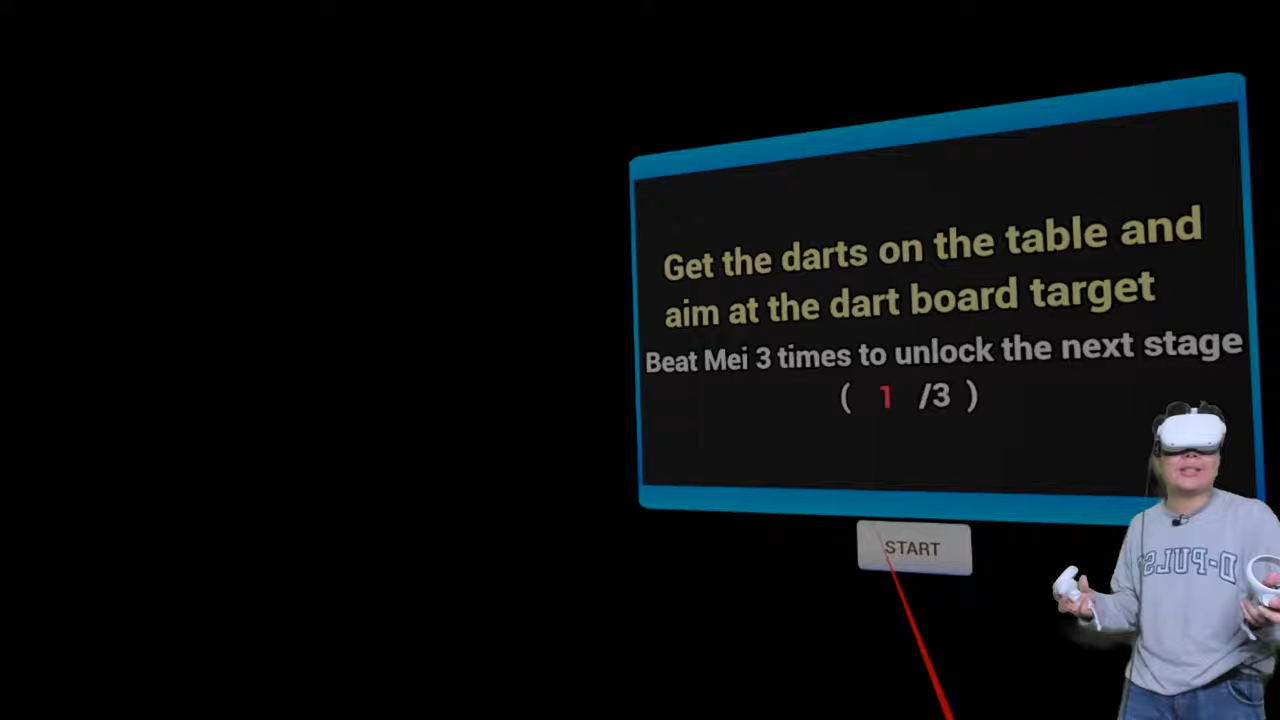 Get the darts on the table and
aim at the dart board target
Beat Mei 3 times to unlock the next stage
( 1 /3 )
START
D-PULSE